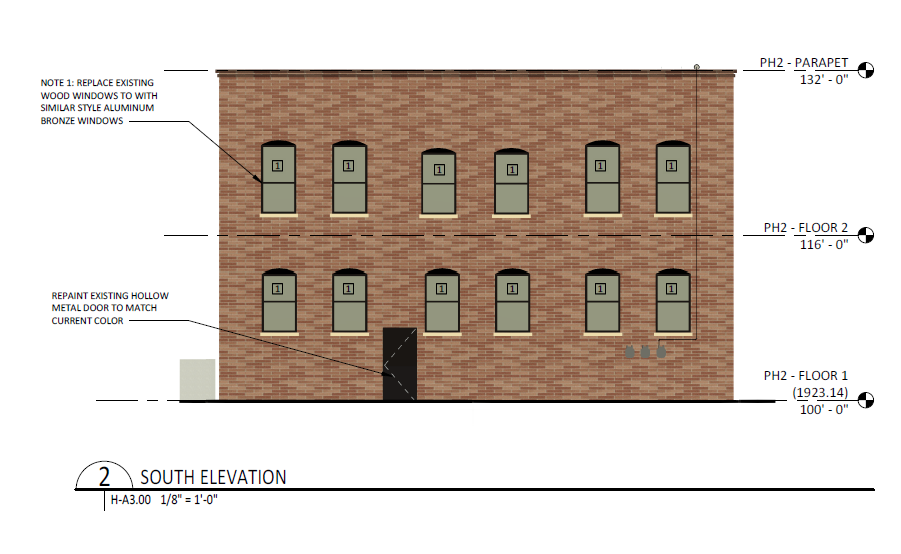 PH2 - PARAPET
132' - 0"
NOTE 1: REPLACE EXISTING
WOOD WINDOWS TO WITH
SIMILAR STYLE ALUMINUM
BRONZE WINDOWS
1 1 1 1 1 1
PH2 - FLOOR 2
116' - 0"
1 1 1 1 1 1
REPAINT EXISTING HOLLOW
METAL DOOR TO MATCH
CURRENT COLOR
PH2 - FLOOR 1
(1923.14)
100' - 0"
2 SOUTH ELEVATION
H-A3.00 1/8" = 1'-0"